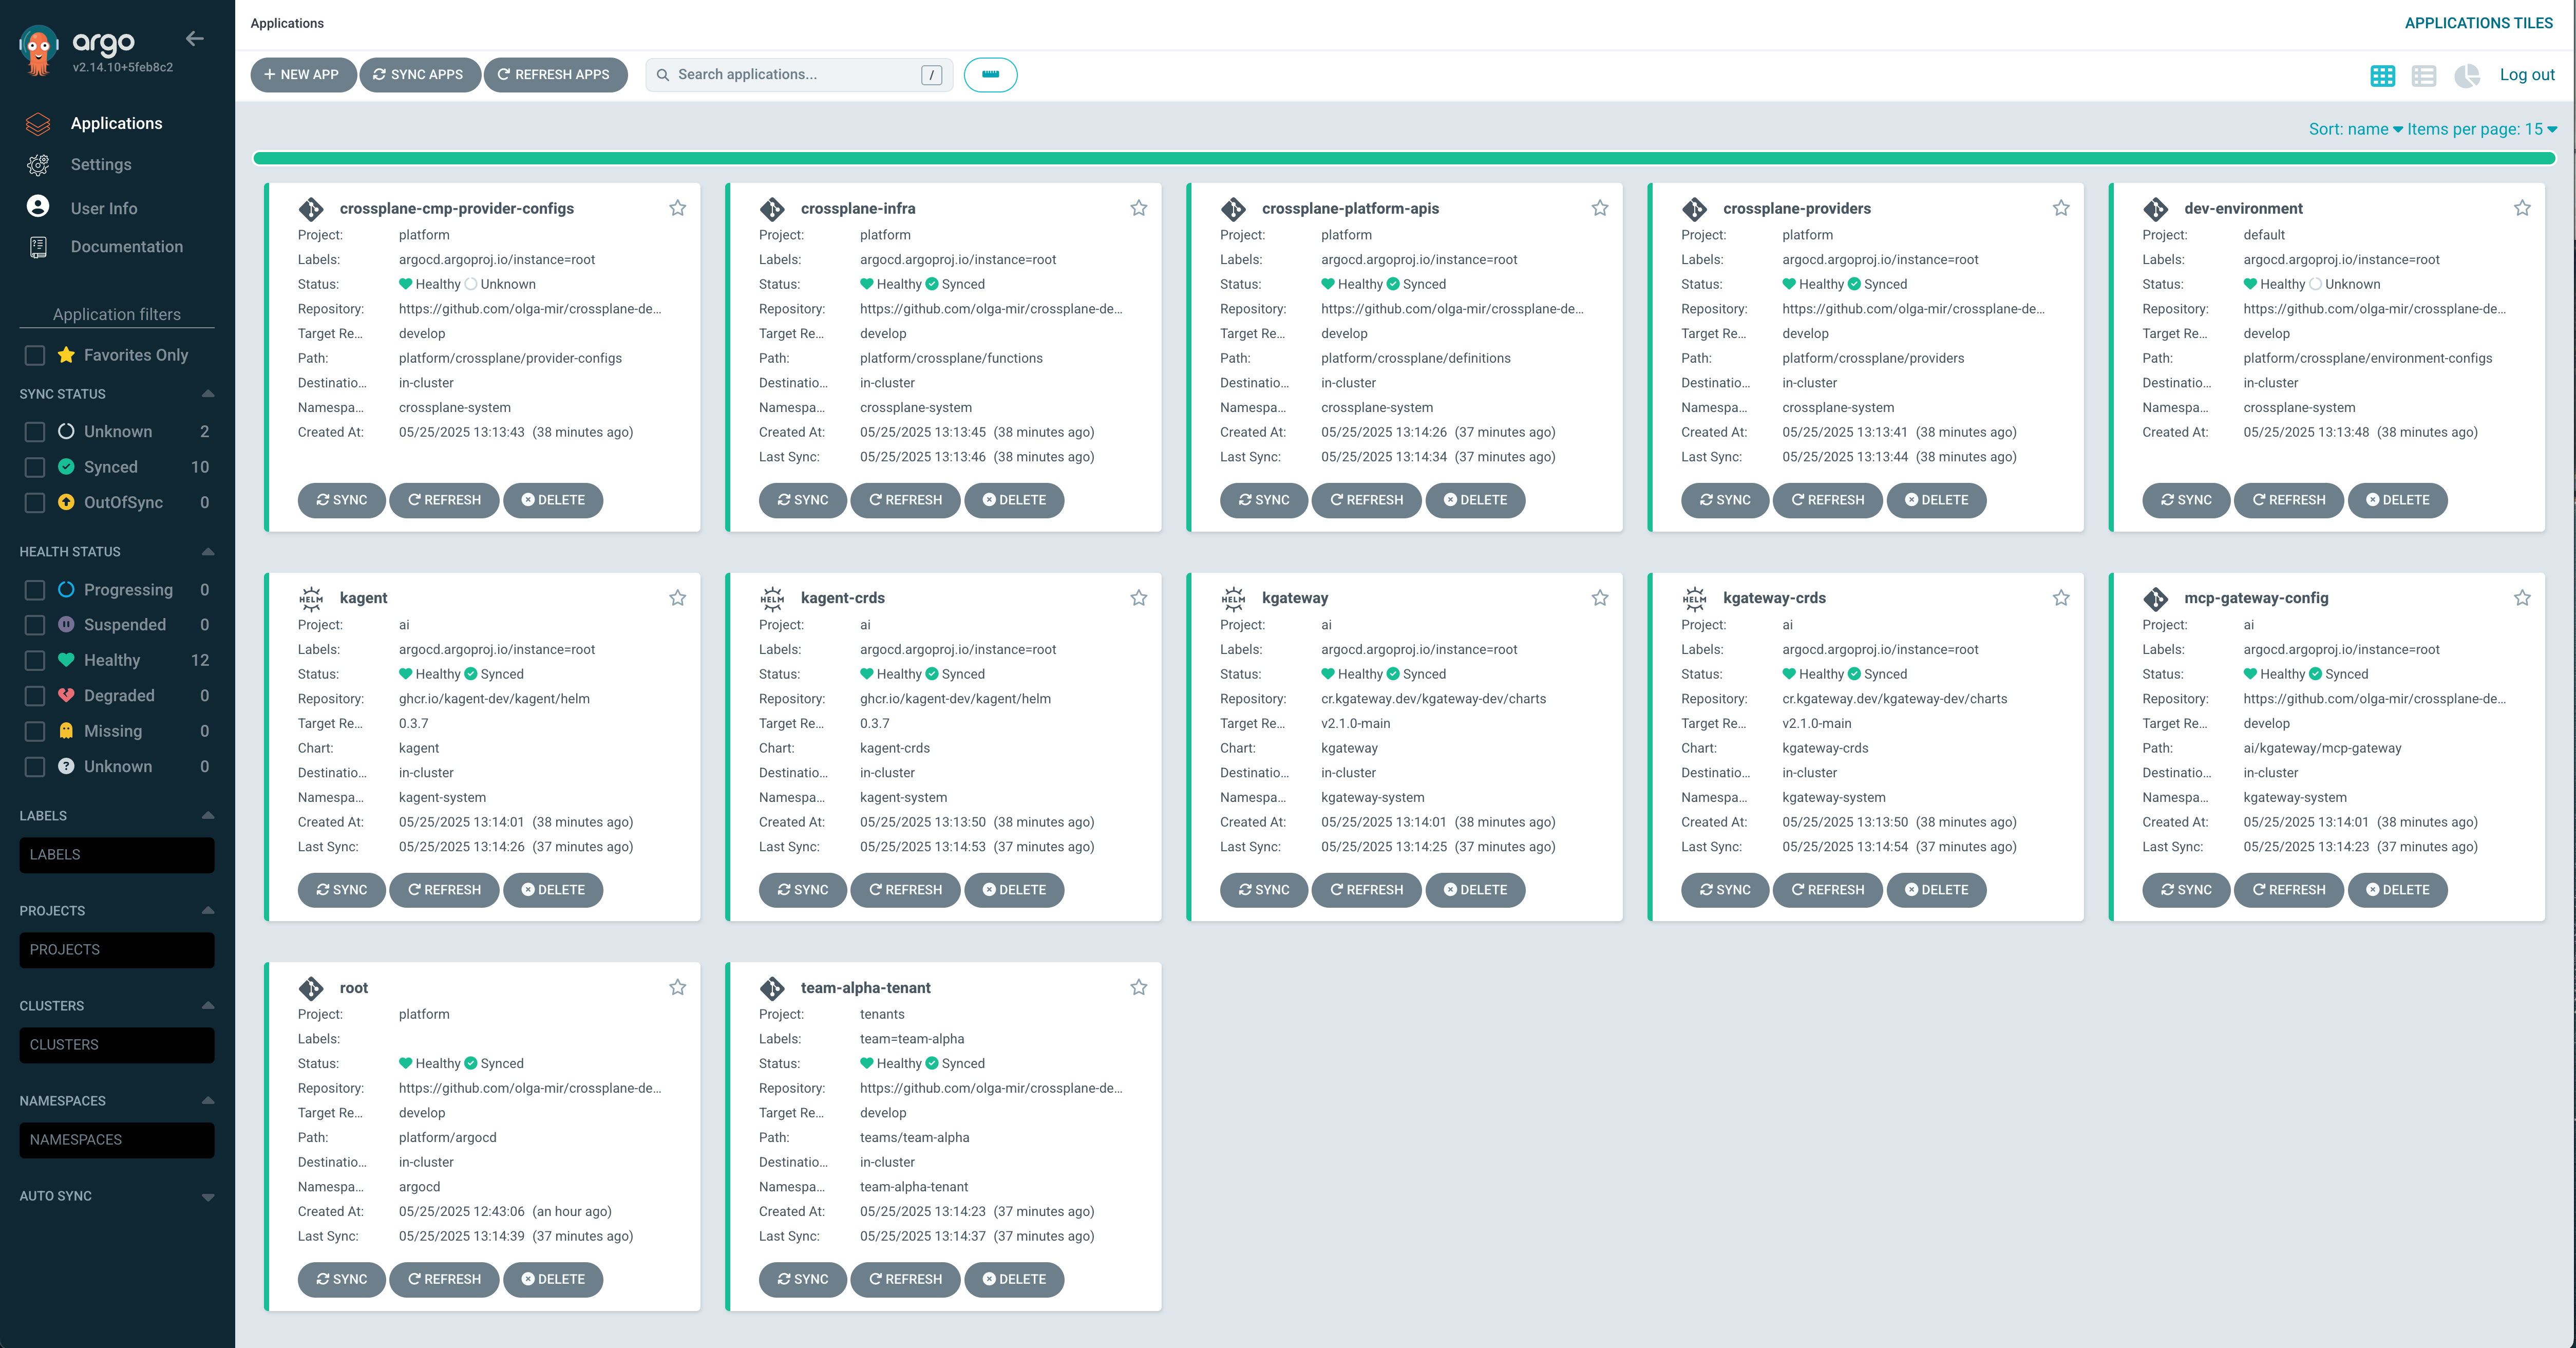 argo
v2.14.10+5feb8c2
Applications
Settings
User Info
Documentation
Application filters
Favorites Only
SYNC STATUS
Unknown 2
Synced 10
OutOfSync 0
HEALTH STATUS
Progressing 0
Suspended 0
Healthy 12
Degraded 0
Missing 0
? Unknown 0
LABELS
LABELS
PROJECTS
PROJECTS
CLUSTERS
CLUSTERS
NAMESPACES
NAMESPACES
AUTO SYNC
Applications
APPLICATIONS TILES
+ NEW APP
SYNC APPS
REFRESH APPS
Search applications...
/
Log out
Sort: name
Items per page: 15
crossplane-cmp-provider-configs
Project: platform
Labels: argocd.argoproj.io/instance=root
Status: Healthy Unknown
Repository: https://github.com/olga-mir/crossplane-de...
Target Re... develop
Path: platform/crossplane/provider-configs
Destinatio... in-cluster
Namespa... crossplane-system
Created At: 05/25/2025 13:13:43 (38 minutes ago)
SYNC REFRESH DELETE
crossplane-infra
Project: platform
Labels: argocd.argoproj.io/instance=root
Status: Healthy Synced
Repository: https://github.com/olga-mir/crossplane-de...
Target Re... develop
Path: platform/crossplane/functions
Destinatio... in-cluster
Namespa... crossplane-system
Created At: 05/25/2025 13:13:45 (38 minutes ago)
Last Sync: 05/25/2025 13:13:46 (38 minutes ago)
SYNC REFRESH DELETE
crossplane-platform-apis
Project: platform
Labels: argocd.argoproj.io/instance=root
Status: Healthy Synced
Repository: https://github.com/olga-mir/crossplane-de...
Target Re... develop
Path: platform/crossplane/definitions
Destinatio... in-cluster
Namespa... crossplane-system
Created At: 05/25/2025 13:14:26 (37 minutes ago)
Last Sync: 05/25/2025 13:14:34 (37 minutes ago)
SYNC REFRESH DELETE
crossplane-providers
Project: platform
Labels: argocd.argoproj.io/instance=root
Status: Healthy Synced
Repository: https://github.com/olga-mir/crossplane-de...
Target Re... develop
Path: platform/crossplane/providers
Destinatio... in-cluster
Namespa... crossplane-system
Created At: 05/25/2025 13:13:41 (38 minutes ago)
Last Sync: 05/25/2025 13:13:44 (38 minutes ago)
SYNC REFRESH DELETE
dev-environment
Project: default
Labels: argocd.argoproj.io/instance=root
Status: Healthy Unknown
Repository: https://github.com/olga-mir/crossplane-de...
Target Re... develop
Path: platform/crossplane/environment-configs
Destinatio... in-cluster
Namespa... crossplane-system
Created At: 05/25/2025 13:13:48 (38 minutes ago)
SYNC REFRESH DELETE
HELM kagent
Project: ai
Labels: argocd.argoproj.io/instance=root
Status: Healthy Synced
Repository: ghcr.io/kagent-dev/kagent/helm
Target Re... 0.3.7
Chart: kagent
Destinatio... in-cluster
Namespa... kagent-system
Created At: 05/25/2025 13:14:01 (38 minutes ago)
Last Sync: 05/25/2025 13:14:26 (37 minutes ago)
SYNC REFRESH DELETE
HELM kagent-crds
Project: ai
Labels: argocd.argoproj.io/instance=root
Status: Healthy Synced
Repository: ghcr.io/kagent-dev/kagent/helm
Target Re... 0.3.7
Chart: kagent-crds
Destinatio... in-cluster
Namespa... kagent-system
Created At: 05/25/2025 13:13:50 (38 minutes ago)
Last Sync: 05/25/2025 13:14:53 (37 minutes ago)
SYNC REFRESH DELETE
HELM kgateway
Project: ai
Labels: argocd.argoproj.io/instance=root
Status: Healthy Synced
Repository: cr.kgateway.dev/kgateway-dev/charts
Target Re... v2.1.0-main
Chart: kgateway
Destinatio... in-cluster
Namespa... kgateway-system
Created At: 05/25/2025 13:14:01 (38 minutes ago)
Last Sync: 05/25/2025 13:14:25 (37 minutes ago)
SYNC REFRESH DELETE
HELM kgateway-crds
Project: ai
Labels: argocd.argoproj.io/instance=root
Status: Healthy Synced
Repository: cr.kgateway.dev/kgateway-dev/charts
Target Re... v2.1.0-main
Chart: kgateway-crds
Destinatio... in-cluster
Namespa... kgateway-system
Created At: 05/25/2025 13:13:50 (38 minutes ago)
Last Sync: 05/25/2025 13:14:54 (37 minutes ago)
SYNC REFRESH DELETE
mcp-gateway-config
Project: ai
Labels: argocd.argoproj.io/instance=root
Status: Healthy Synced
Repository: https://github.com/olga-mir/crossplane-de...
Target Re... develop
Path: ai/kgateway/mcp-gateway
Destinatio... in-cluster
Namespa... kgateway-system
Created At: 05/25/2025 13:14:01 (38 minutes ago)
Last Sync: 05/25/2025 13:14:23 (37 minutes ago)
SYNC REFRESH DELETE
root
Project: platform
Labels:
Status: Healthy Synced
Repository: https://github.com/olga-mir/crossplane-de...
Target Re... develop
Path: platform/argocd
Destinatio... in-cluster
Namespa... argocd
Created At: 05/25/2025 12:43:06 (an hour ago)
Last Sync: 05/25/2025 13:14:39 (37 minutes ago)
SYNC REFRESH DELETE
team-alpha-tenant
Project: tenants
Labels: team=team-alpha
Status: Healthy Synced
Repository: https://github.com/olga-mir/crossplane-de...
Target Re... develop
Path: teams/team-alpha
Destinatio... in-cluster
Namespa... team-alpha-tenant
Created At: 05/25/2025 13:14:23 (37 minutes ago)
Last Sync: 05/25/2025 13:14:37 (37 minutes ago)
SYNC REFRESH DELETE